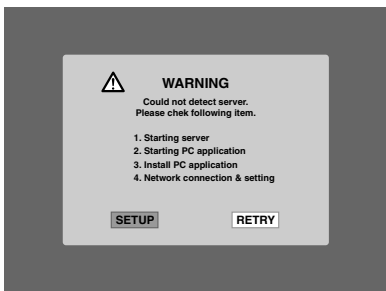 WARNING
Could not detect server.
Please chek following item.
1. Starting server
2. Starting PC application
3. Install PC application
4. Network connection & setting
SETUP
RETRY